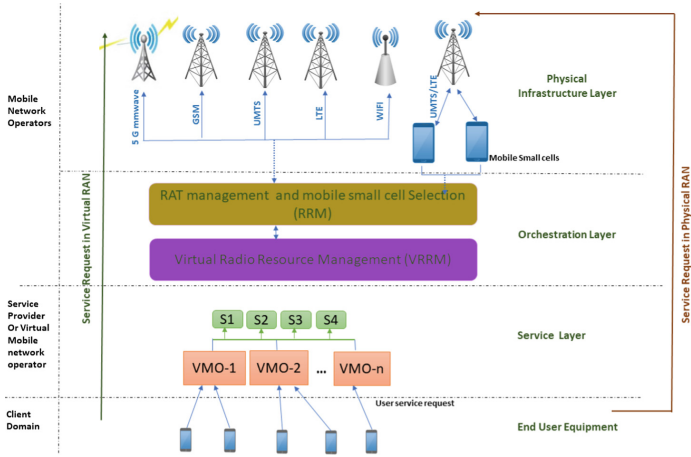 Mobile
Network
Operators
Service
Provider
Or Virtual
Mobile
network
operator
Client
Domain
Service Request in Virtual RAN
5 G mmwave
GSM
UMTS
LTE
WIFI
UMTS/LTE
Mobile Small cells
Physical
Infrastructure Layer
RAT management and mobile small cell Selection
(RRM)
Virtual Radio Resource Management (VRRM)
Orchestration Layer
S1
S2
S3
S4
VMO-1
VMO-2
...
VMO-n
Service Layer
User service request
End User Equipment
Service Request in Physical RAN